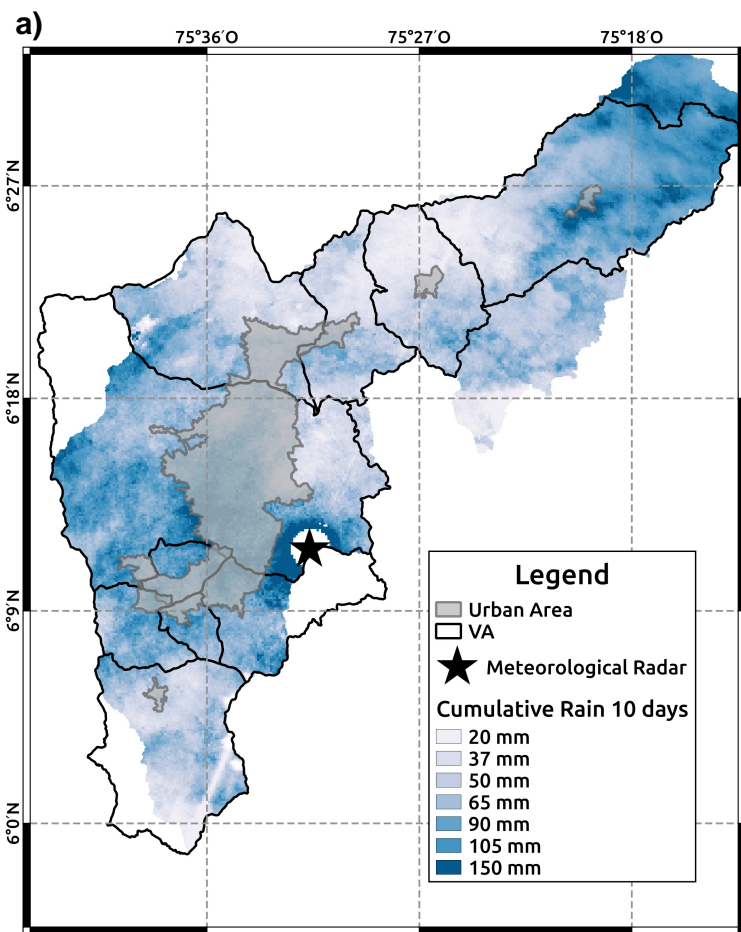 a)
75°36′O 75°27′O 75°18′O
6°27′N
6°18′N
6°9′N
6°0′N
Legend
Urban Area
VA
Meteorological Radar
Cumulative Rain 10 days
20 mm
37 mm
50 mm
65 mm
90 mm
105 mm
150 mm